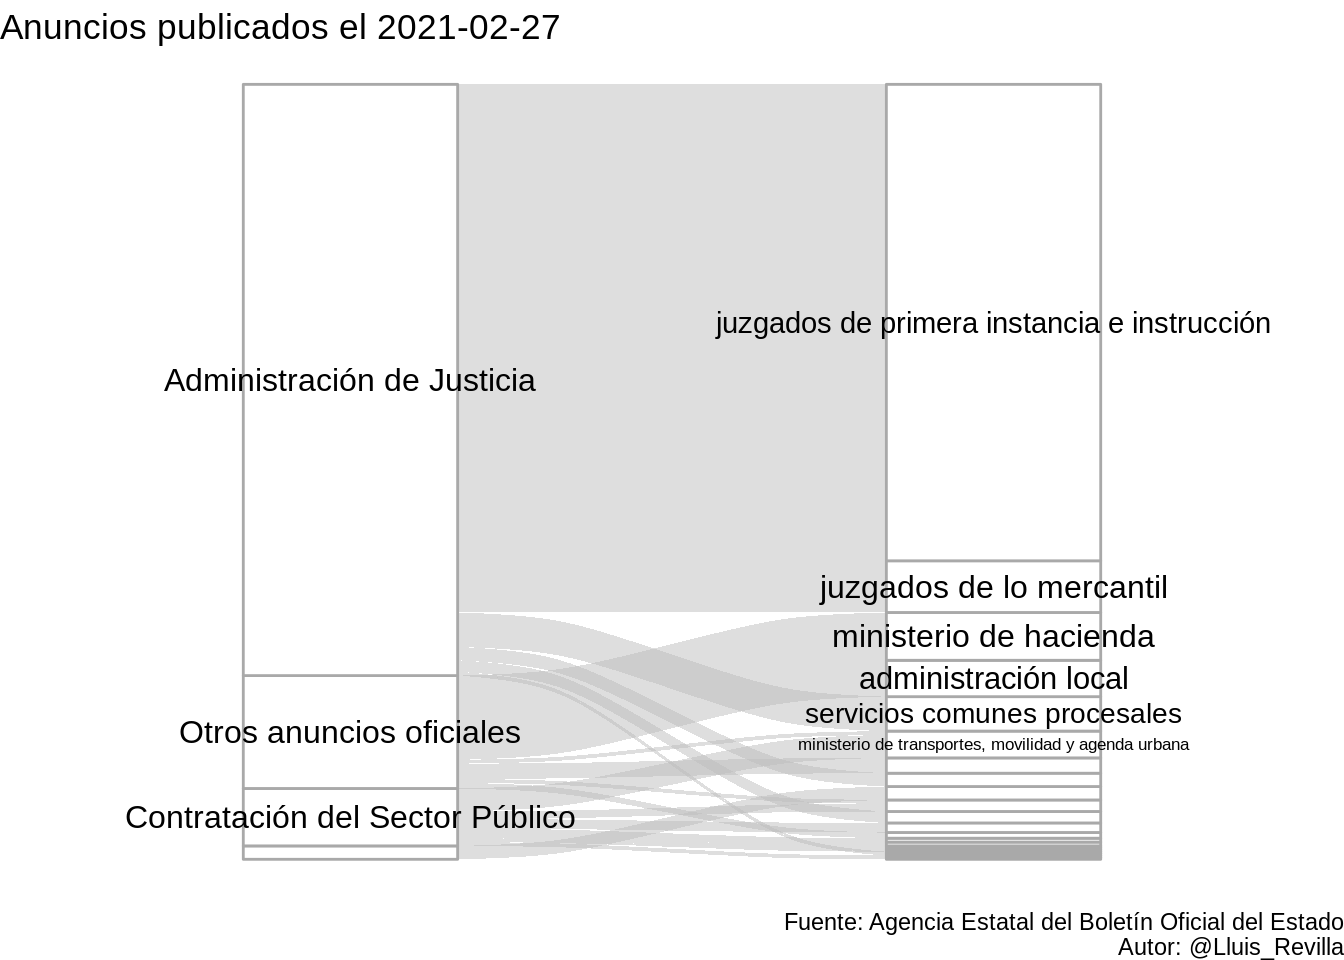 Anuncios publicados el 2021-02-27
Administración de Justicia
Otros anuncios oficiales
Contratación del Sector Público
juzgados de primera instancia e instrucción
juzgados de lo mercantil
ministerio de hacienda
administración local
servicios comunes procesales
ministerio de transportes, movilidad y agenda urbana
Fuente: Agencia Estatal del Boletín Oficial del Estado
Autor: @Lluis_Revilla